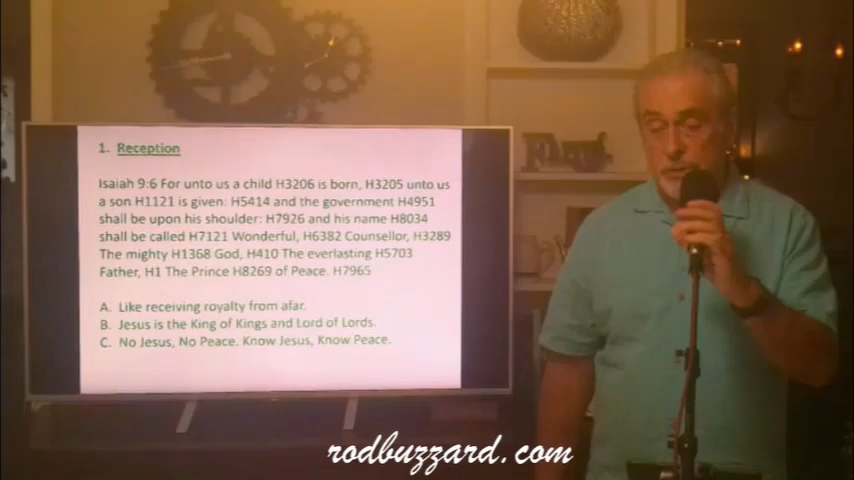 1. Reception
Isaiah 9:6 For unto us a child H3206 is born, H3205 unto us
a son H1121 is given: H5414 and the government H4951
shall be upon his shoulder: H7926 and his name H8034
shall be called H7121 Wonderful, H6382 Counsellor, H3289
The mighty H1368 God, H410 The everlasting H5703
Father, H1 The Prince H8269 of Peace. H7965
A. Like receiving royalty from afar.
B. Jesus is the King of Kings and Lord of Lords.
C. No Jesus, No Peace. Know Jesus, Know Peace.
rodbuzzard.com